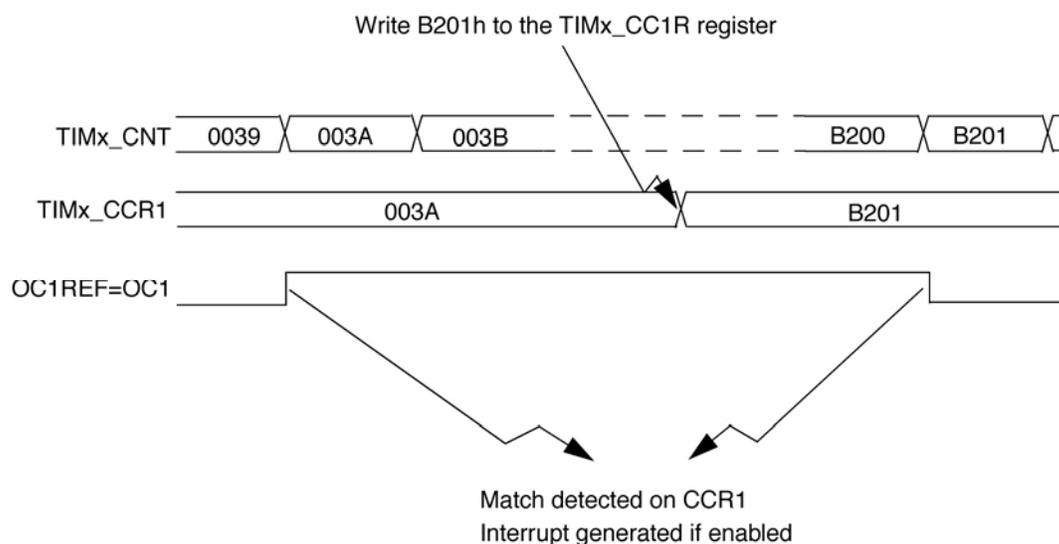 Write B201h to the TIMx_CC1R register
TIMx_CNT 0039 003A 003B B200 B201
TIMx_CCR1 003A B201
OC1REF=OC1
Match detected on CCR1
Interrupt generated if enabled